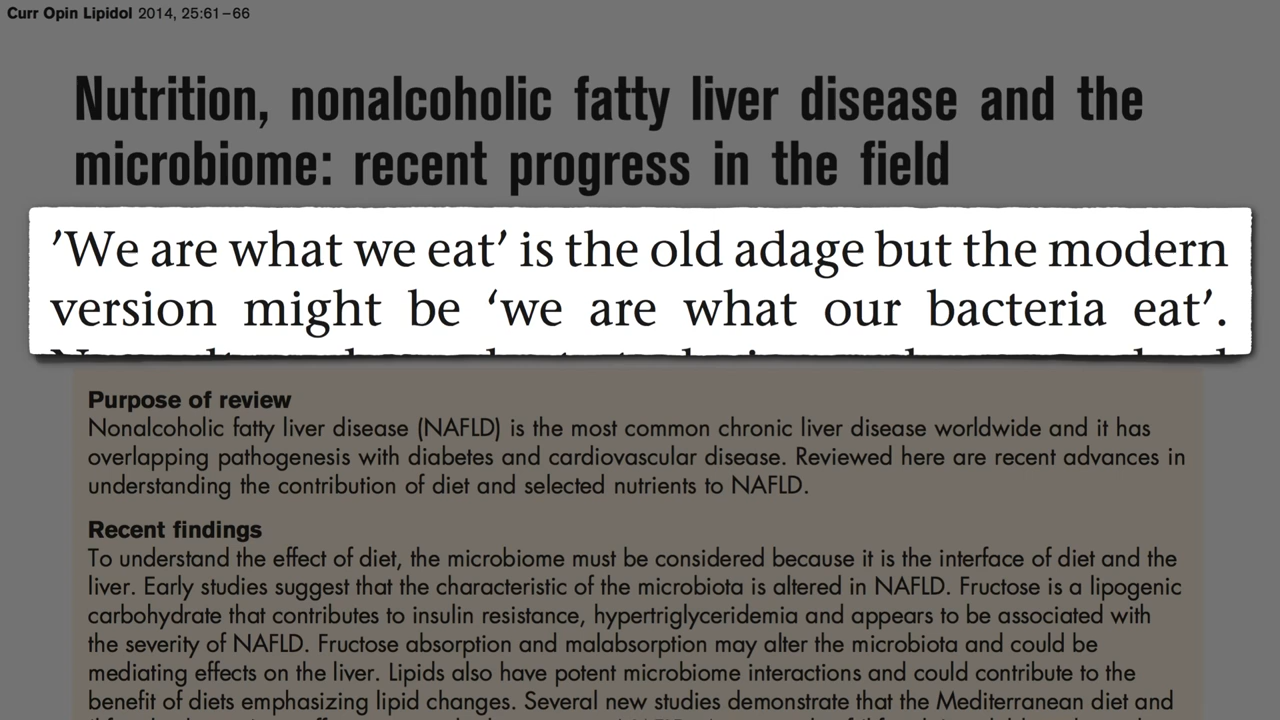 Curr Opin Lipidol 2014, 25:61–66
Nutrition, nonalcoholic fatty liver disease and the
microbiome: recent progress in the field
’We are what we eat’ is the old adage but the modern
version might be ‘we are what our bacteria eat’.
Purpose of review
Nonalcoholic fatty liver disease (NAFLD) is the most common chronic liver disease worldwide and it has
overlapping pathogenesis with diabetes and cardiovascular disease. Reviewed here are recent advances in
understanding the contribution of diet and selected nutrients to NAFLD.
Recent findings
To understand the effect of diet, the microbiome must be considered because it is the interface of diet and the
liver. Early studies suggest that the characteristic of the microbiota is altered in NAFLD. Fructose is a lipogenic
carbohydrate that contributes to insulin resistance, hypertriglyceridemia and appears to be associated with
the severity of NAFLD. Fructose absorption and malabsorption may alter the microbiota and could be
mediating effects on the liver. Lipids also have potent microbiome interactions and could contribute to the
benefit of diets emphasizing lipid changes. Several new studies demonstrate that the Mediterranean diet and